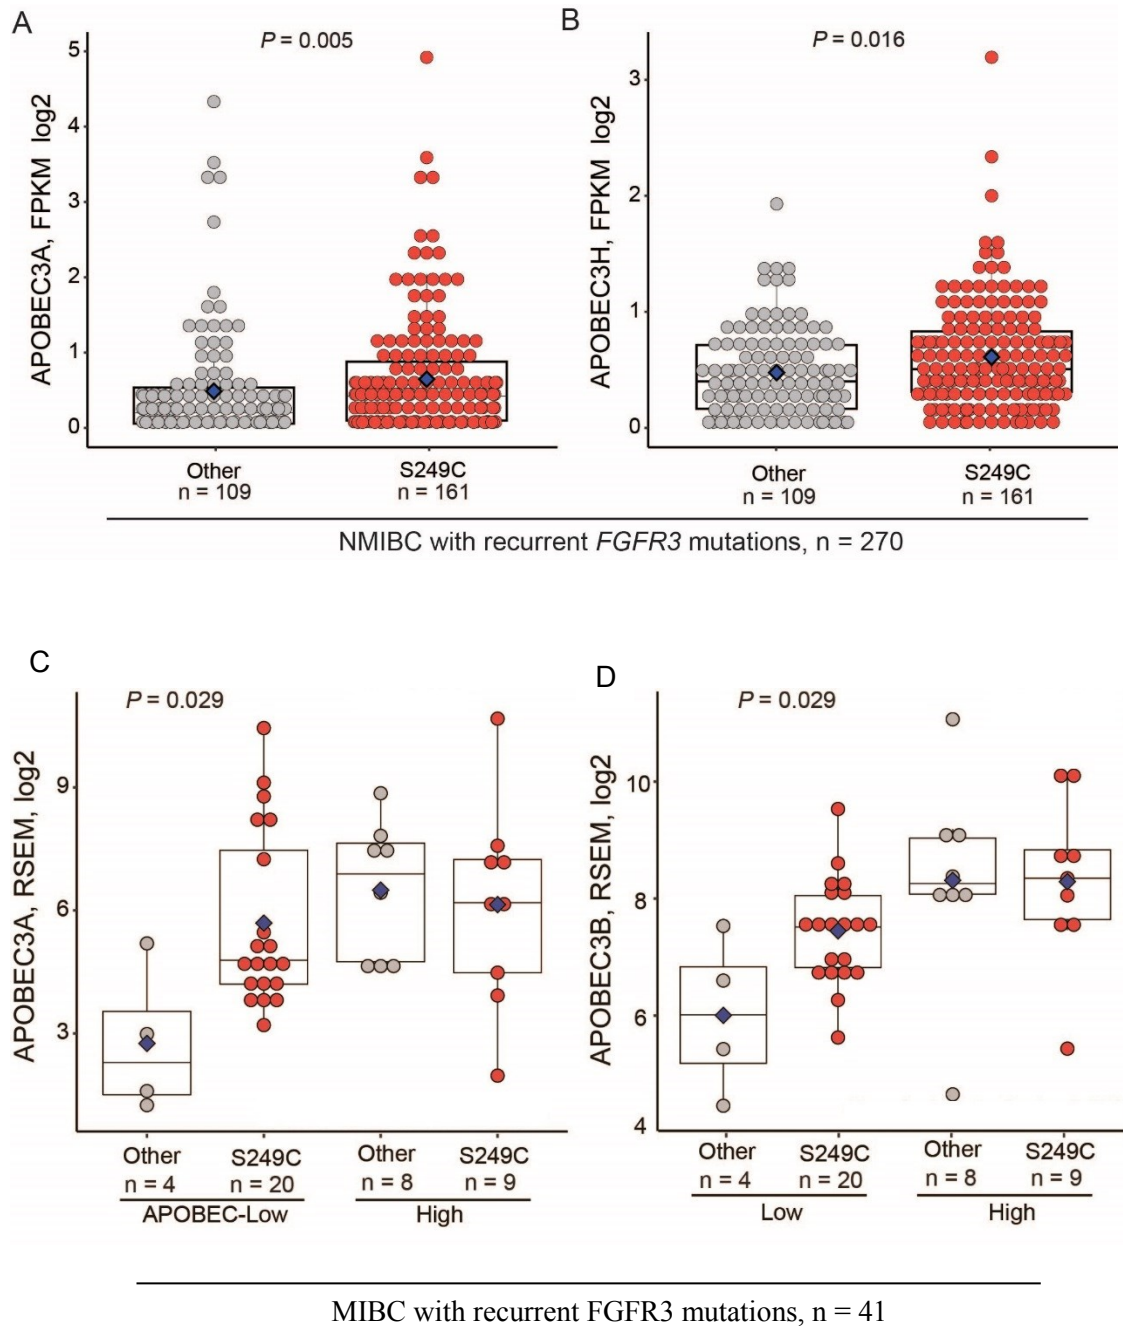 A
P = 0.005
APOBEC3A, FPKM log2
5
4
3
2
1
0
Other
n = 109
S249C
n = 161
B
P = 0.016
APOBEC3H, FPKM log2
3
2
1
0
Other
n = 109
S249C
n = 161
NMIBC with recurrent FGFR3 mutations, n = 270
C
P = 0.029
APOBEC3A, RSEM, log2
9
6
3
Other
n = 4
S249C
n = 20
Other
n = 8
S249C
n = 9
APOBEC-Low
High
D
P = 0.029
APOBEC3B, RSEM, log2
10
8
6
4
Other
n = 4
S249C
n = 20
Other
n = 8
S249C
n = 9
Low
High
MIBC with recurrent FGFR3 mutations, n = 41